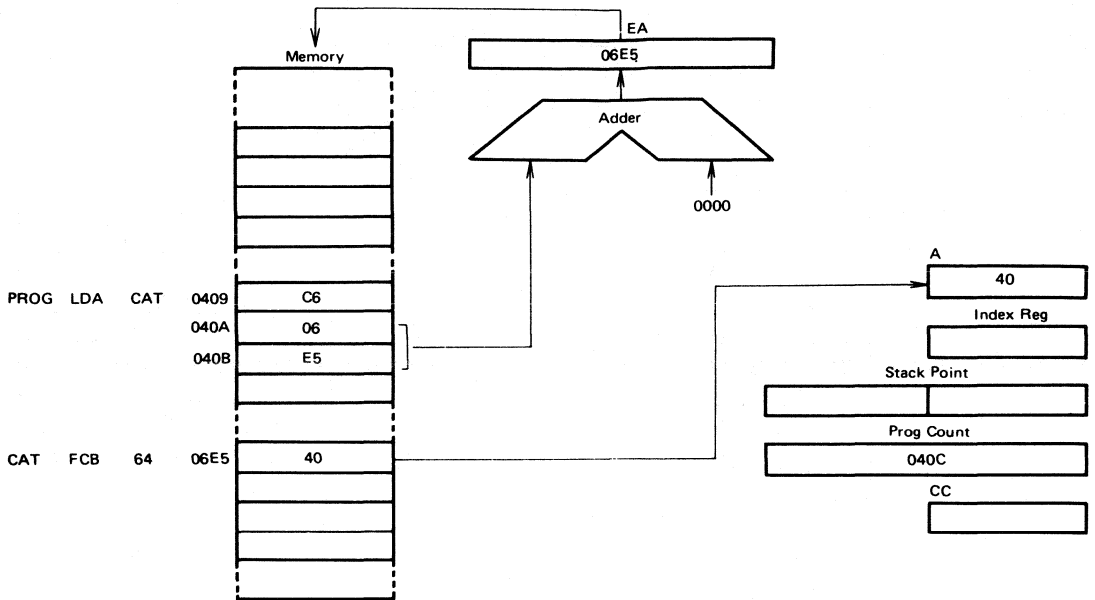 EA
Memory
06E5
Adder
0000
A
PROG LDA CAT 0409 C6
40
040A 06
Index Reg
040B E5
Stack Point
Prog Count
CAT FCB 64 06E5 40
040C
CC